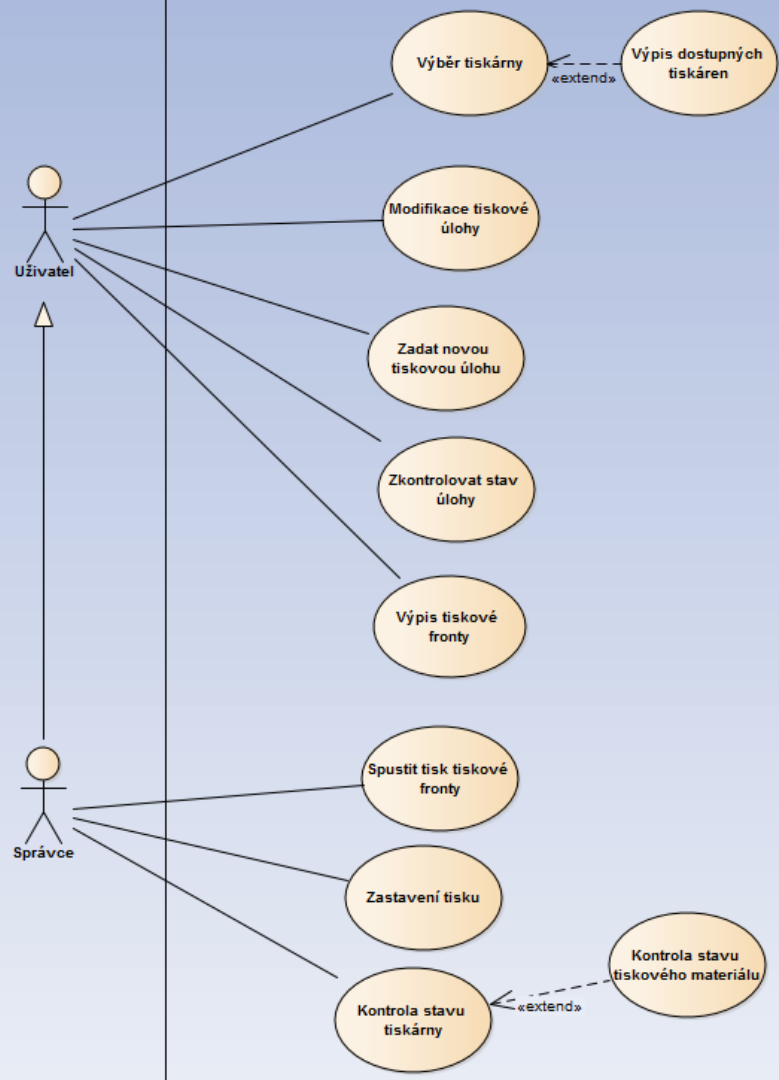 Výběr tiskárny
«extend»
Výpis dostupných
tiskáren
Modifikace tiskové
úlohy
Uživatel
Zadat novou
tiskovou úlohu
Zkontrolovat stav
úlohy
Výpis tiskové
fronty
Spustit tisk tiskové
fronty
Správce
Zastavení tisku
Kontrola stavu
tiskového materiálu
«extend»
Kontrola stavu
tiskárny